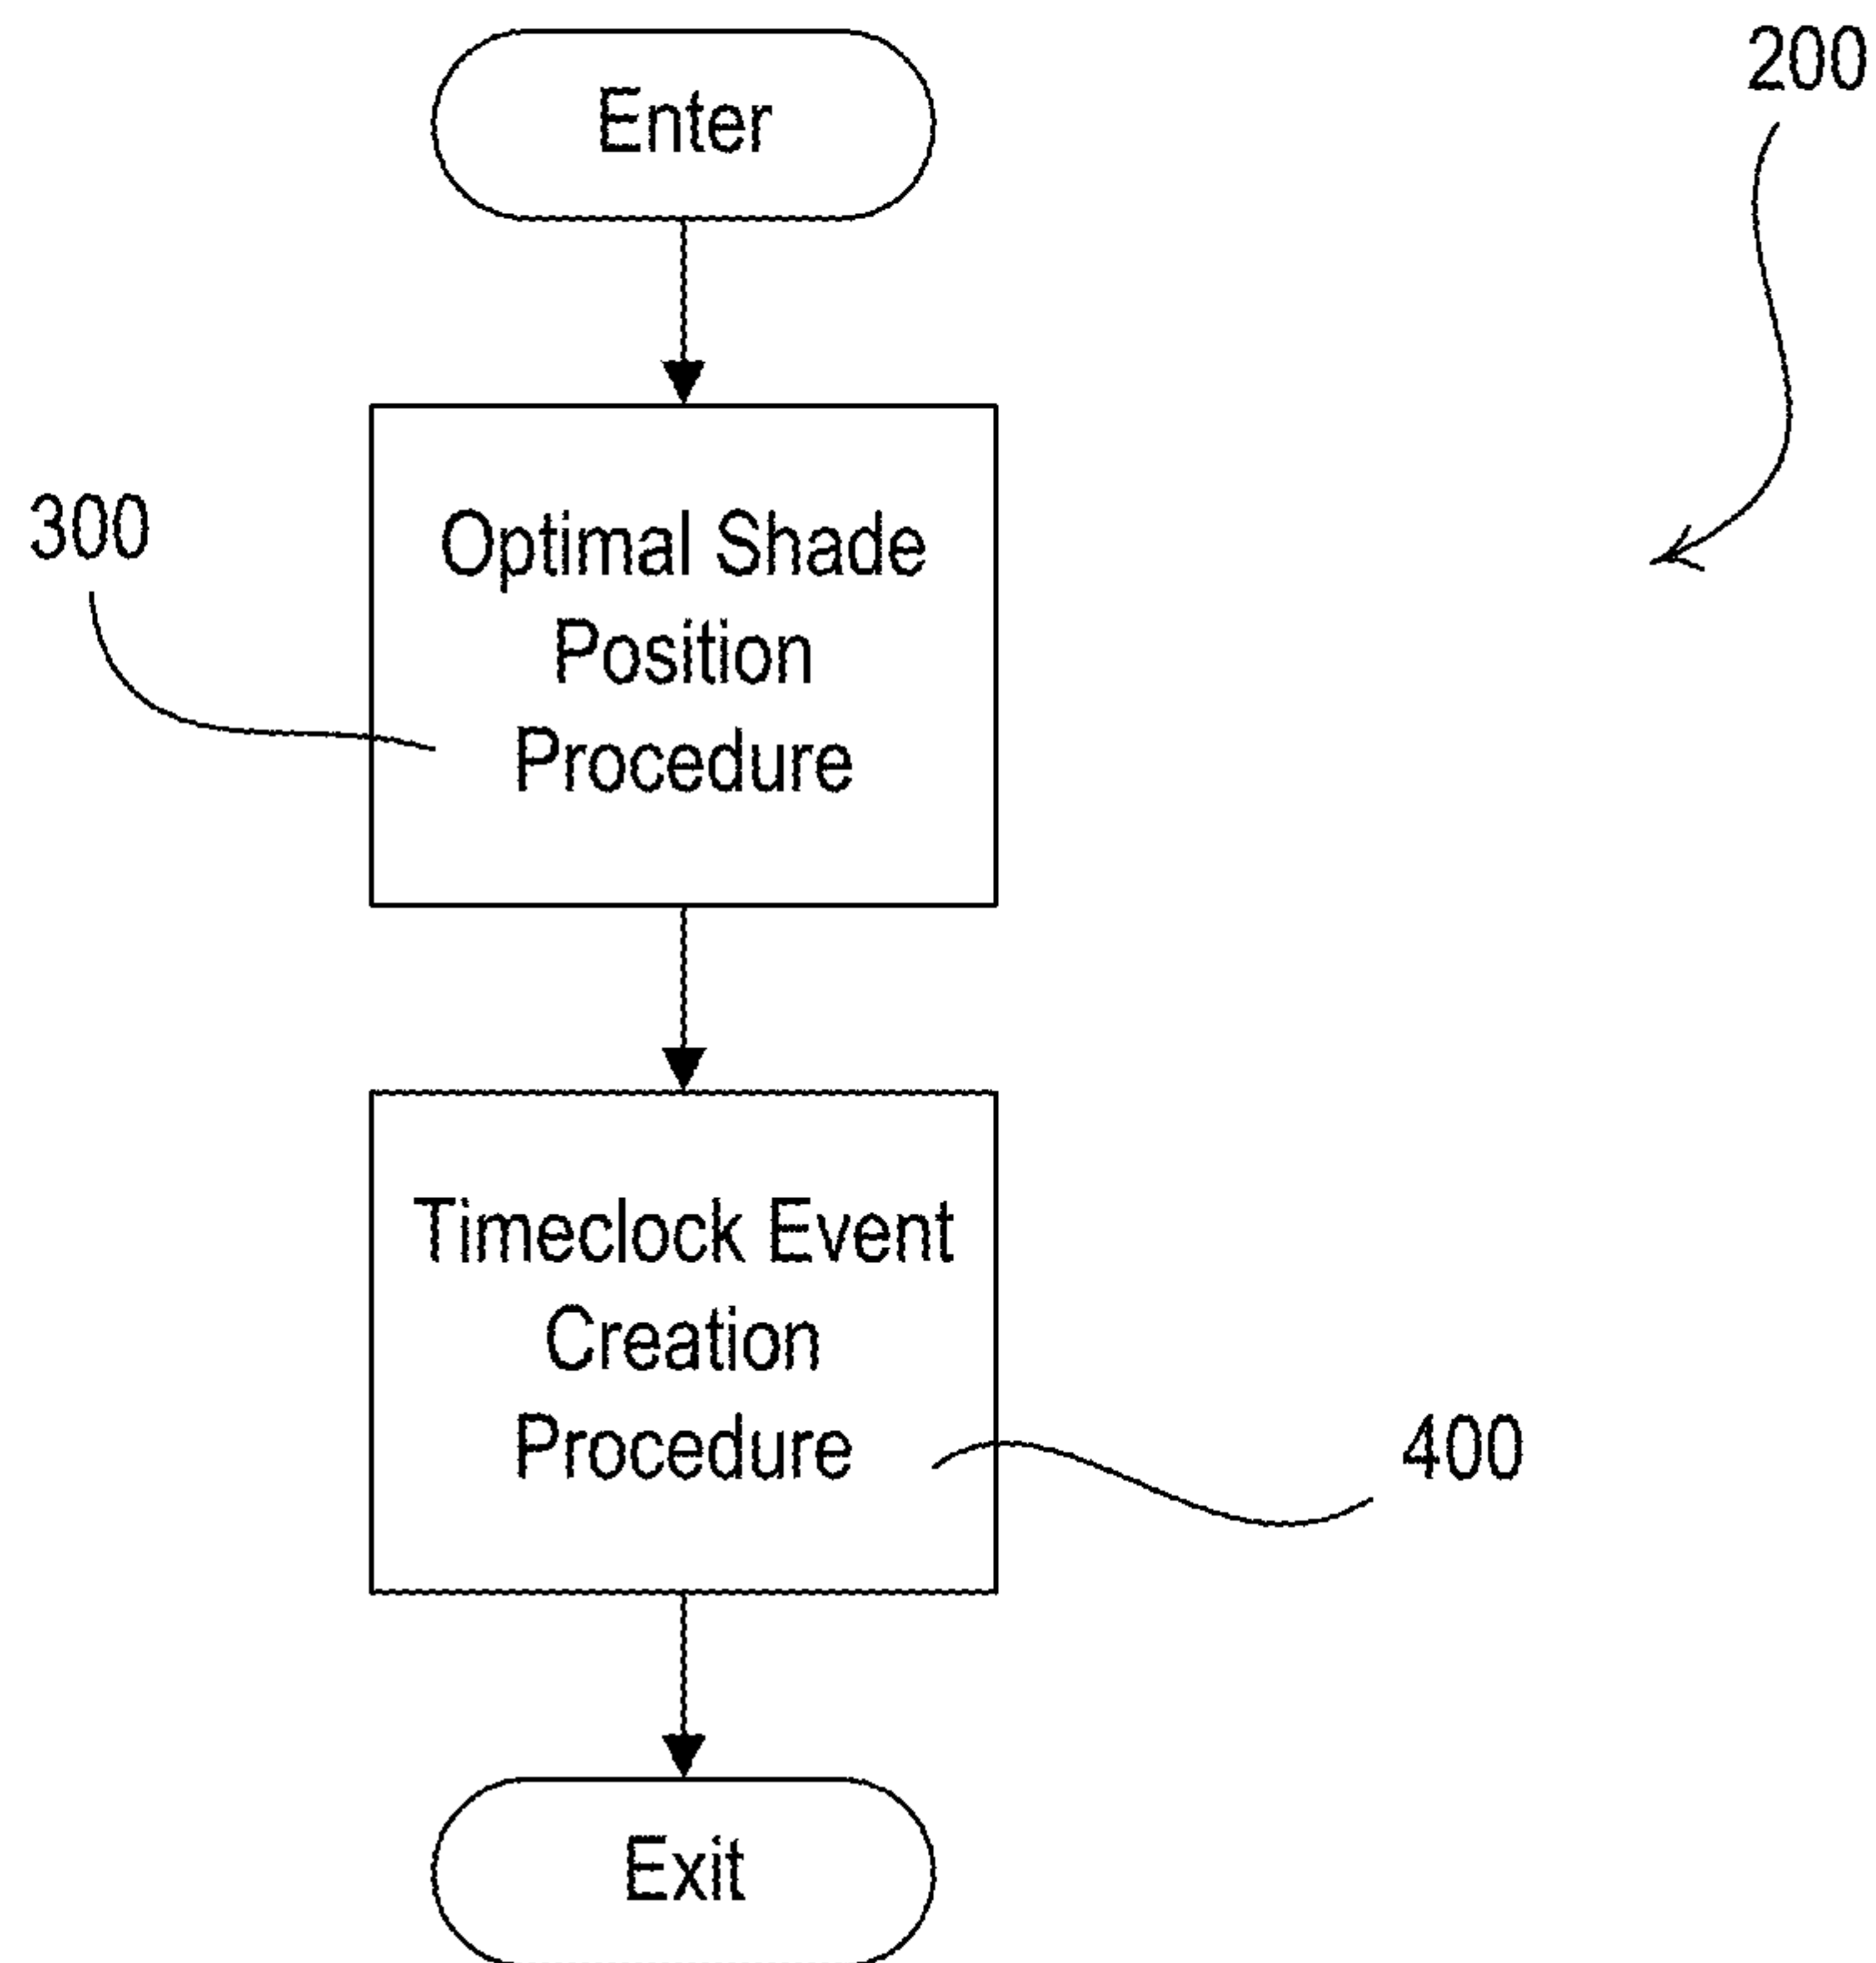 Enter
200
300
Optimal Shade
Position
Procedure
Timeclock Event
Creation
Procedure
400
Exit